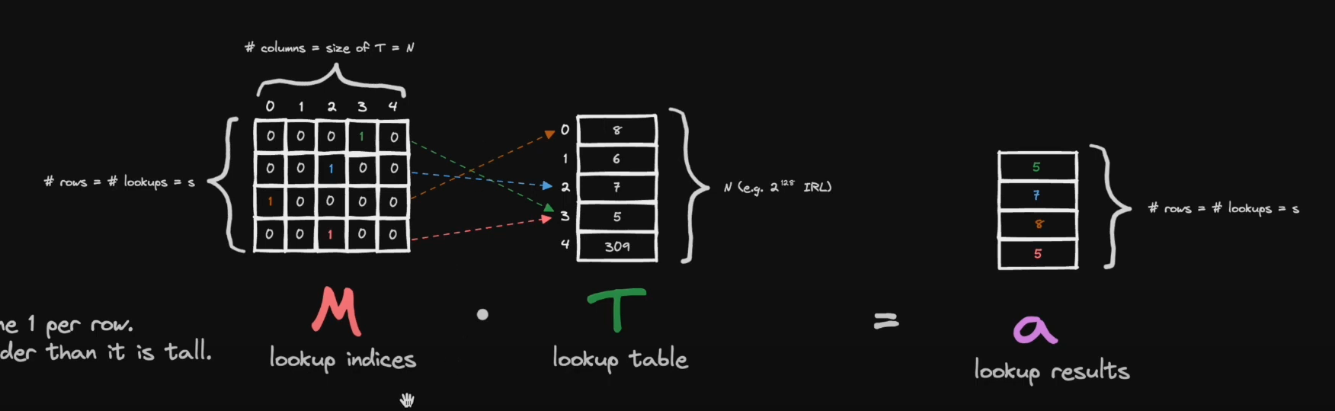 # columns = size of T = N
0 1 2 3 4
0 0 0 1 0
0 0 1 0 0
1 0 0 0 0
0 0 1 0 0
# rows = # lookups = s
0 8
1 6
2 7
3 5
4 309
N (e.g. 2^128 IRL)
5
7
8
5
# rows = # lookups = s
M · T = a
lookup indices
lookup table
lookup results
1 per row.
than it is tall.